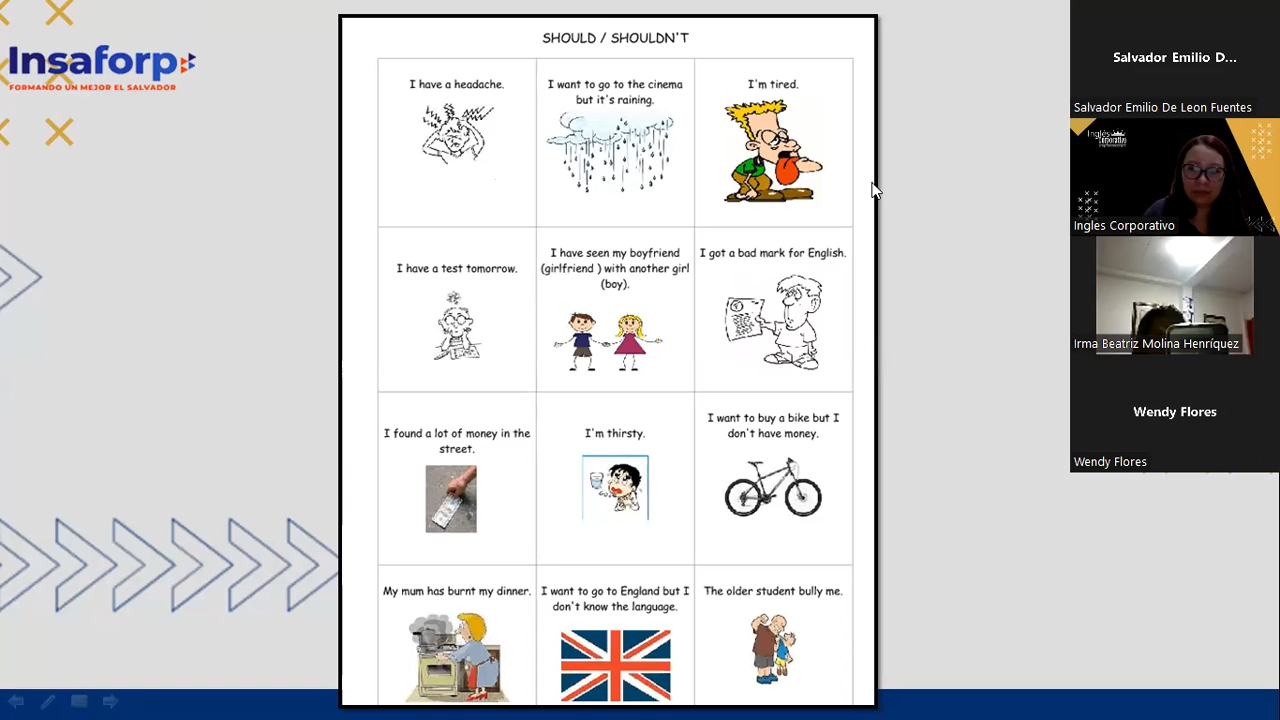 Insaforp
FORMANDO UN MEJOR EL SALVADOR
SHOULD / SHOULDN'T
I have a headache.
I want to go to the cinema
but it's raining.
I'm tired.
I have a test tomorrow.
I have seen my boyfriend
(girlfriend ) with another girl
(boy).
I got a bad mark for English.
I found a lot of money in the
street.
I'm thirsty.
I want to buy a bike but I
don't have money.
My mum has burnt my dinner.
I want to go to England but I
don't know the language.
The older student bully me.
Salvador Emilio D...
Salvador Emilio De Leon Fuentes
Inglés
Corporativo
Ingles Corporativo
Irma Beatriz Molina Henríquez
Wendy Flores
Wendy Flores